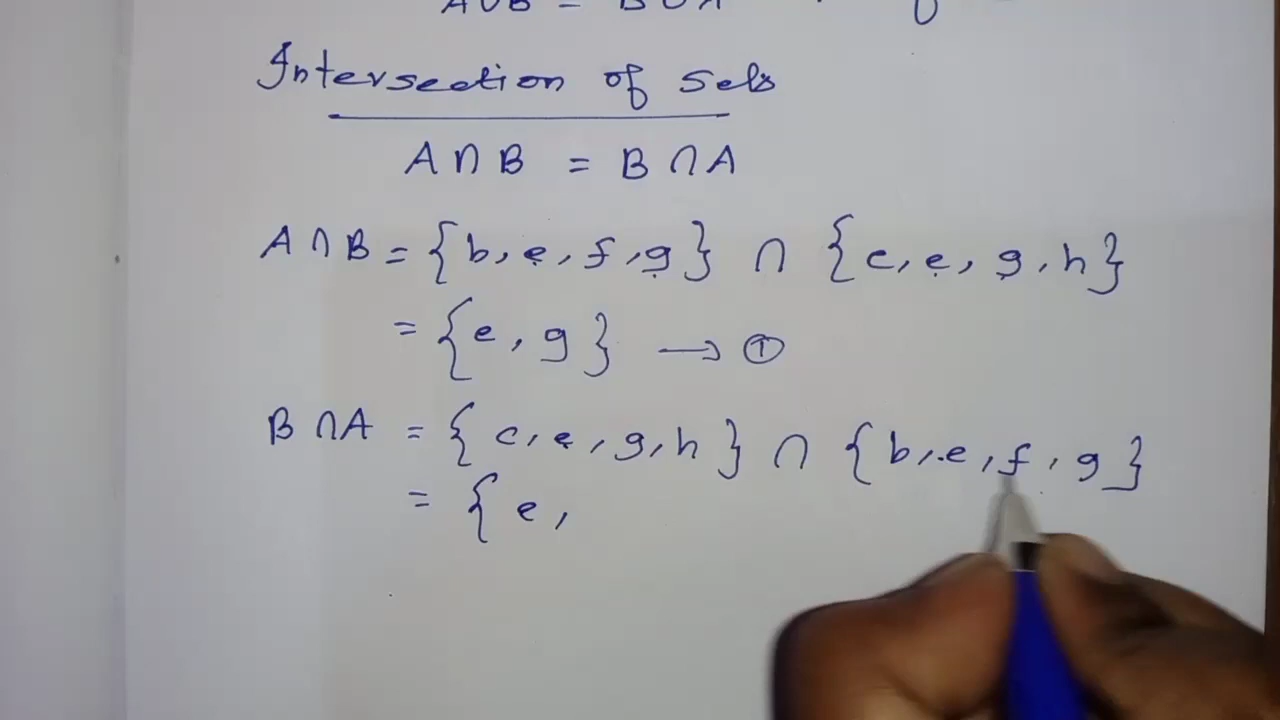 A∪B = B∪A
Intersection of Sets
A ∩ B = B ∩ A
A ∩ B = {b, e, f, g} ∩ {c, e, g, h}
= {e, g} → ①
B ∩ A = {c, e, g, h} ∩ {b, e, f, g}
= {e,